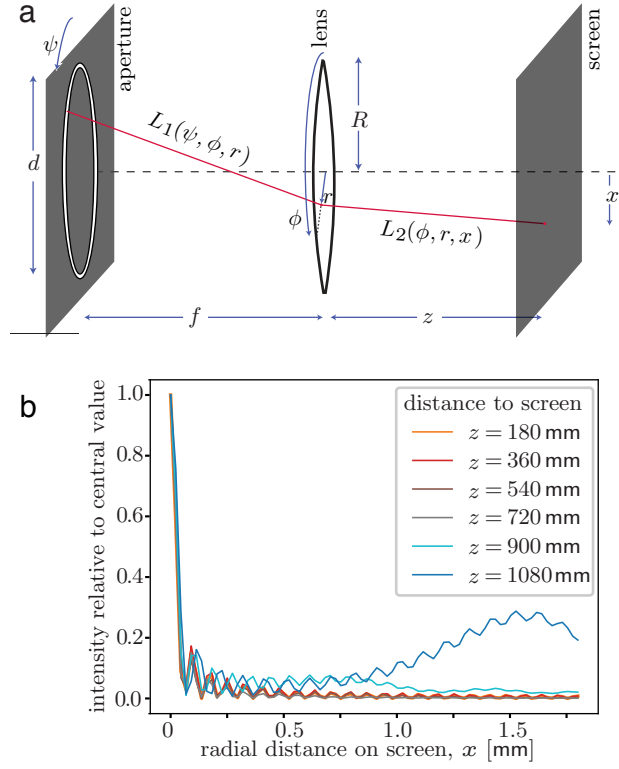 a
ψ
aperture
lens
screen
L₁(ψ, ϕ, r)
R
d
r
x
ϕ
L₂(ϕ, r, x)
f
z
b
intensity relative to central value
1.0
0.8
0.6
0.4
0.2
0.0
distance to screen
z = 180 mm
z = 360 mm
z = 540 mm
z = 720 mm
z = 900 mm
z = 1080 mm
0 0.5 1.0 1.5
radial distance on screen, x [mm]